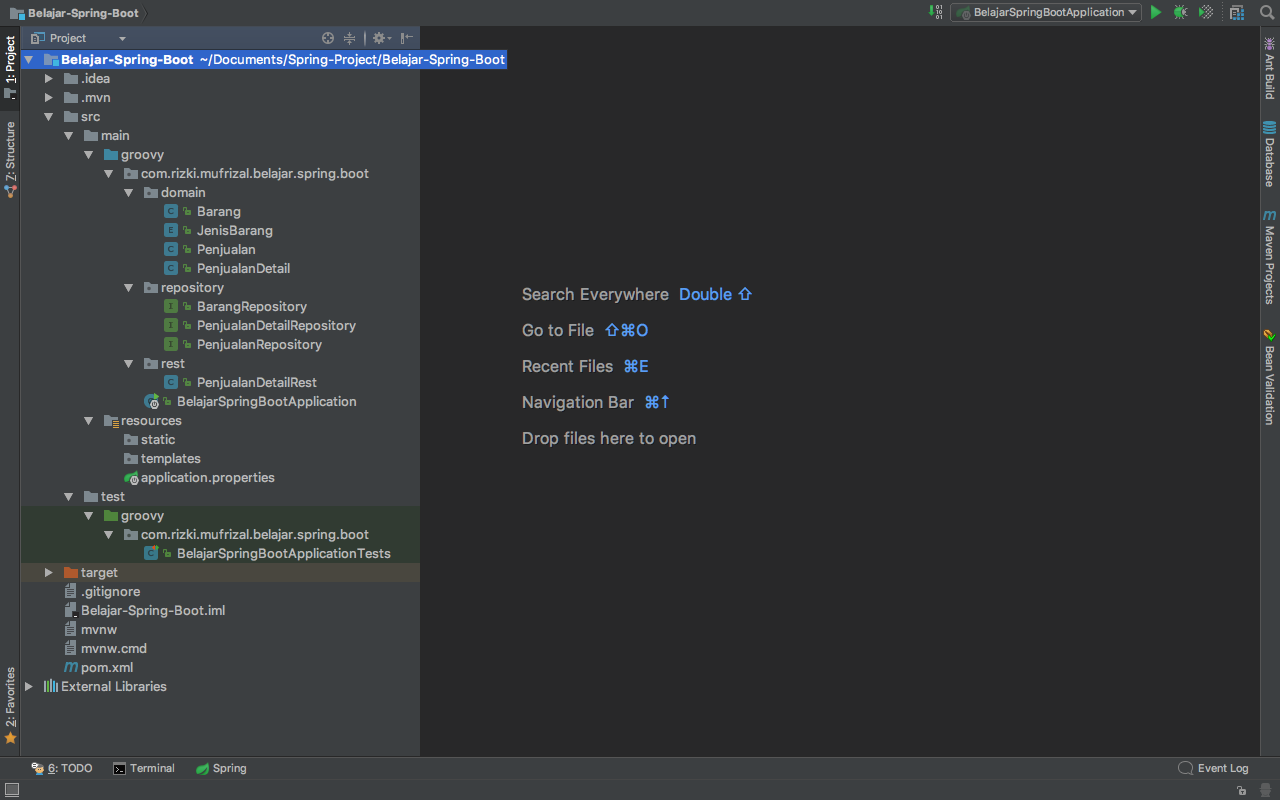 Belajar-Spring-Boot
BelajarSpringBootApplication
Project
1: Project
7: Structure
2: Favorites
Belajar-Spring-Boot ~/Documents/Spring-Project/Belajar-Spring-Boot
.idea
.mvn
src
main
groovy
com.rizki.mufrizal.belajar.spring.boot
domain
C Barang
E JenisBarang
C Penjualan
C PenjualanDetail
repository
I BarangRepository
I PenjualanDetailRepository
I PenjualanRepository
rest
C PenjualanDetailRest
BelajarSpringBootApplication
resources
static
templates
application.properties
test
groovy
com.rizki.mufrizal.belajar.spring.boot
C BelajarSpringBootApplicationTests
target
.gitignore
Belajar-Spring-Boot.iml
mvnw
mvnw.cmd
m pom.xml
External Libraries
Search Everywhere Double ⇧
Go to File ⇧⌘O
Recent Files ⌘E
Navigation Bar ⌘↑
Drop files here to open
Ant Build
Database
m Maven Projects
Bean Validation
6: TODO
Terminal
Spring
Event Log